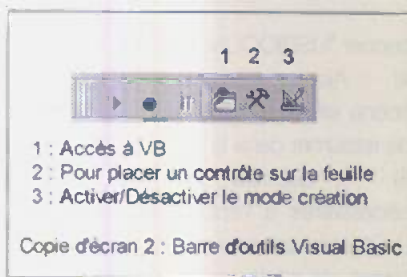 1 2 3
1 : Accès à VB
2 : Pour placer un contrôle sur la feuille
3 : Activer/Désactiver le mode création
Copie d'écran 2 : Barre d'outils Visual Basic